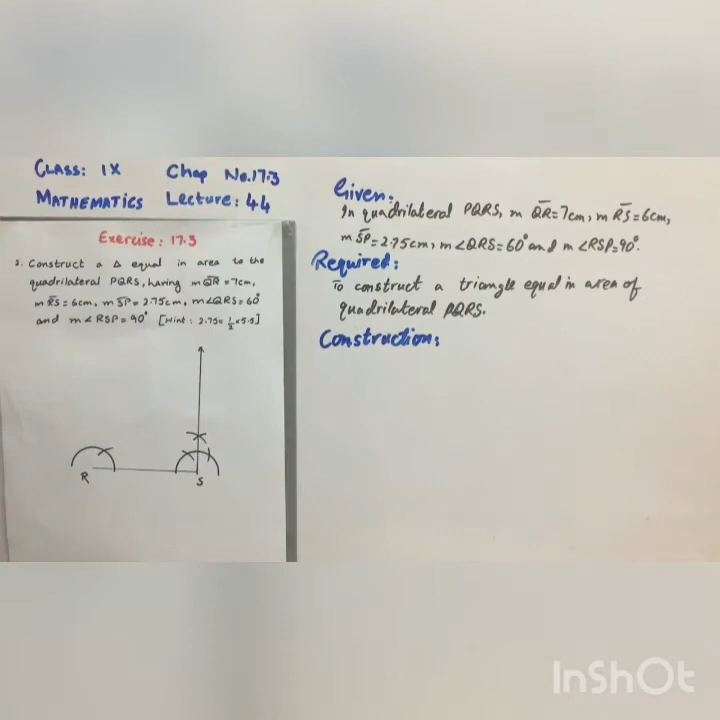 CLASS: IX Chap No.17.3
MATHEMATICS Lecture: 44
Exercise: 17.3
2. Construct a Δ equal in area to the
quadrilateral PQRS, having m QR = 7cm,
m RS = 6cm, m SP = 2.75cm, m∠QRS = 60°
and m∠RSP = 90° [Hint: 2.75 = 1/2 × 5.5]
R
S
Given:
In quadrilateral PQRS, m QR = 7cm, m RS = 6cm,
m SP = 2.75cm, m∠QRS = 60° and m∠RSP = 90°.
Required:
To construct a triangle equal in area of
quadrilateral PQRS.
Construction:
InShOt